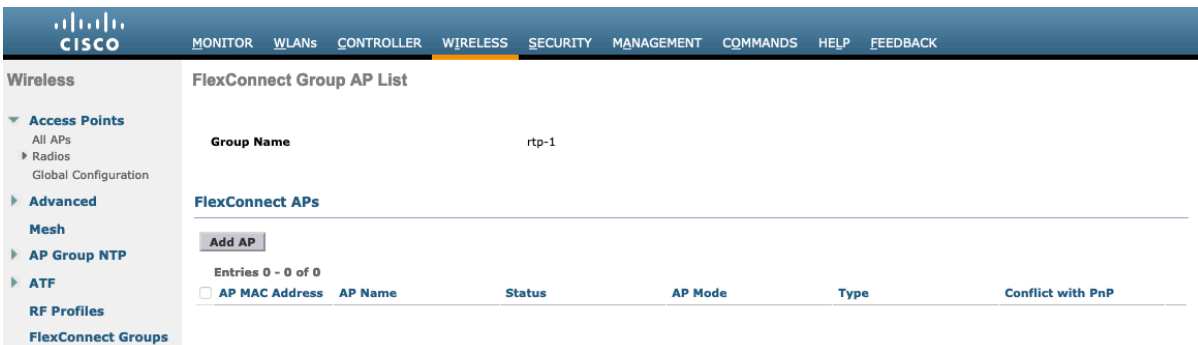 CISCO
MONITOR WLANs CONTROLLER WIRELESS SECURITY MANAGEMENT COMMANDS HELP FEEDBACK
Wireless
Access Points
All APs
Radios
Global Configuration
Advanced
Mesh
AP Group NTP
ATF
RF Profiles
FlexConnect Groups
FlexConnect Group AP List
Group Name rtp-1
FlexConnect APs
Add AP
Entries 0 - 0 of 0
AP MAC Address AP Name Status AP Mode Type Conflict with PnP